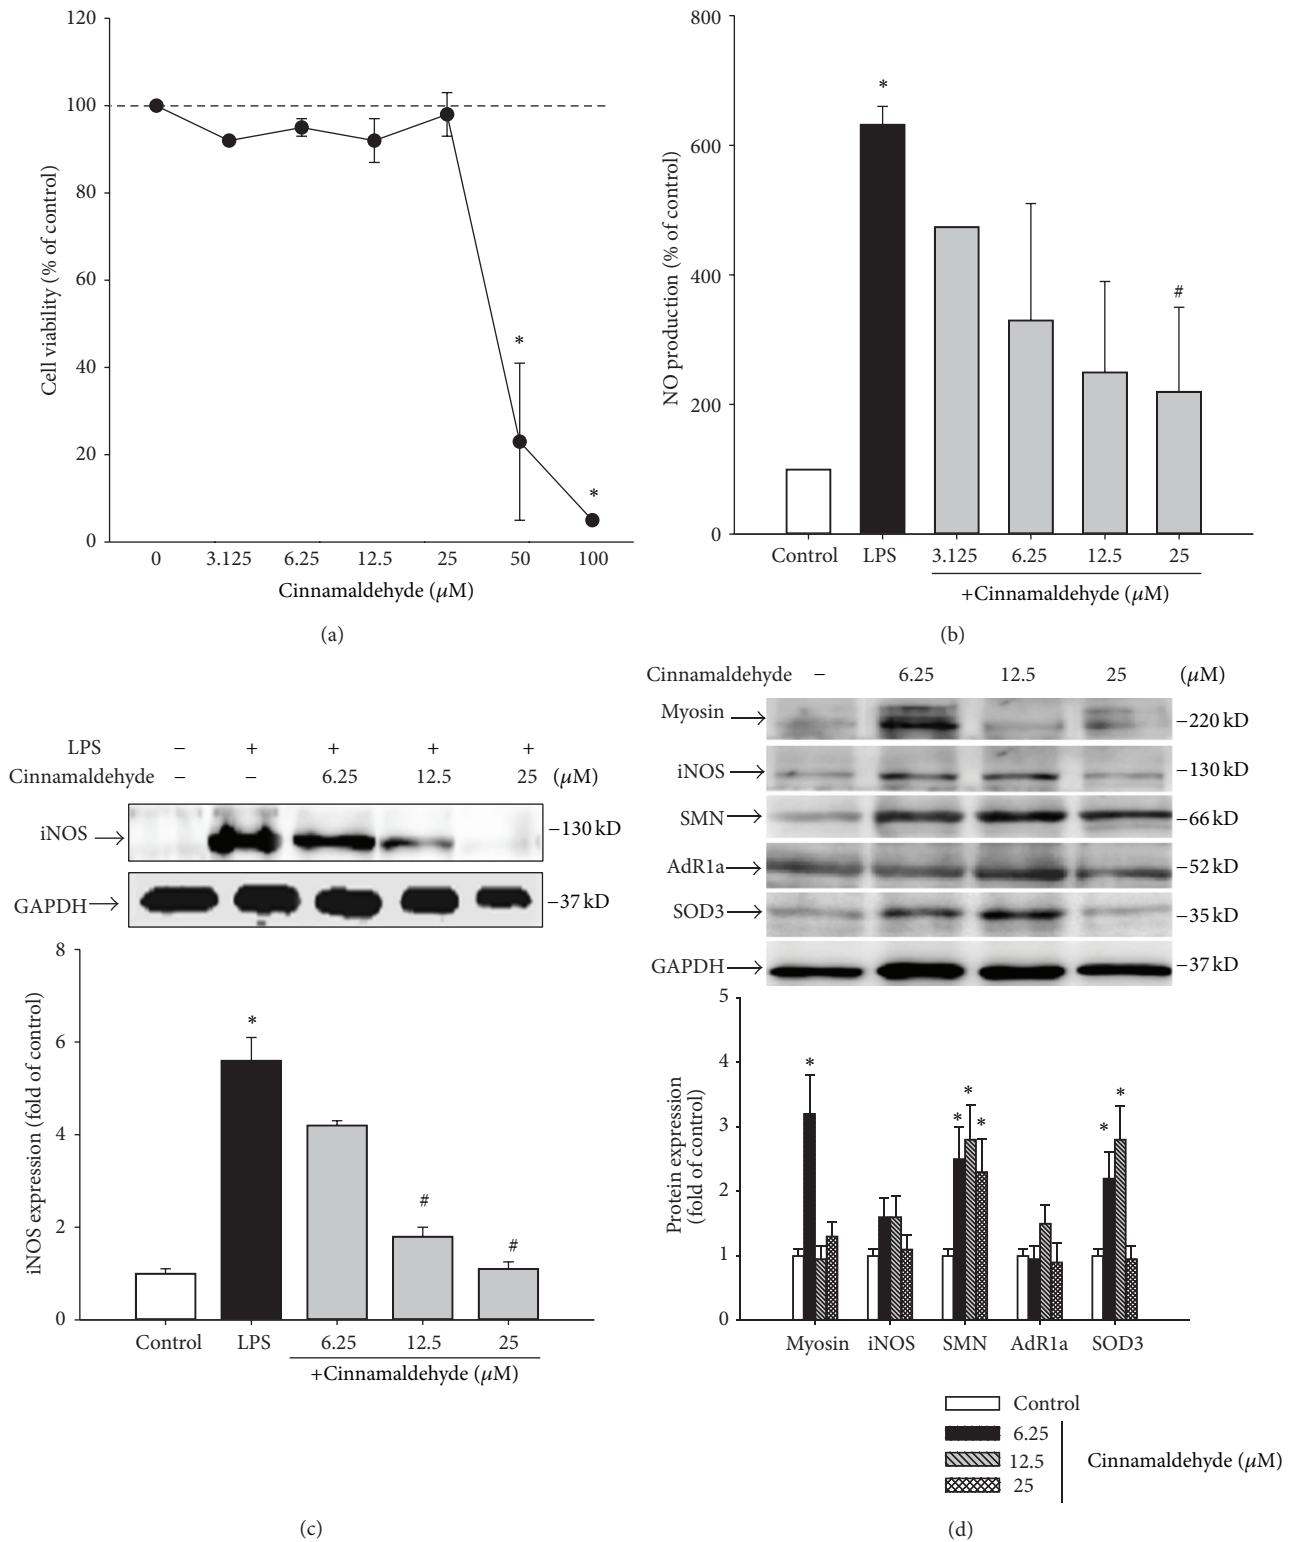 120
100
80
60
40
20
0
Cell viability (% of control)
*
*
0 3.125 6.25 12.5 25 50 100
Cinnamaldehyde (μM)
(a)
800
600
400
200
0
NO production (% of control)
*
#
Control LPS 3.125 6.25 12.5 25
+Cinnamaldehyde (μM)
(b)
LPS − + + + +
Cinnamaldehyde − − 6.25 12.5 25 (μM)
iNOS −130 kD
GAPDH −37 kD
8
6
4
2
0
iNOS expression (fold of control)
*
#
#
Control LPS 6.25 12.5 25
+Cinnamaldehyde (μM)
(c)
Cinnamaldehyde − 6.25 12.5 25 (μM)
Myosin −220 kD
iNOS −130 kD
SMN −66 kD
AdR1a −52 kD
SOD3 −35 kD
GAPDH −37 kD
5
4
3
2
1
0
Protein expression
(fold of control)
*
* * *
* *
Myosin iNOS SMN AdR1a SOD3
Control
6.25
12.5
25
Cinnamaldehyde (μM)
(d)